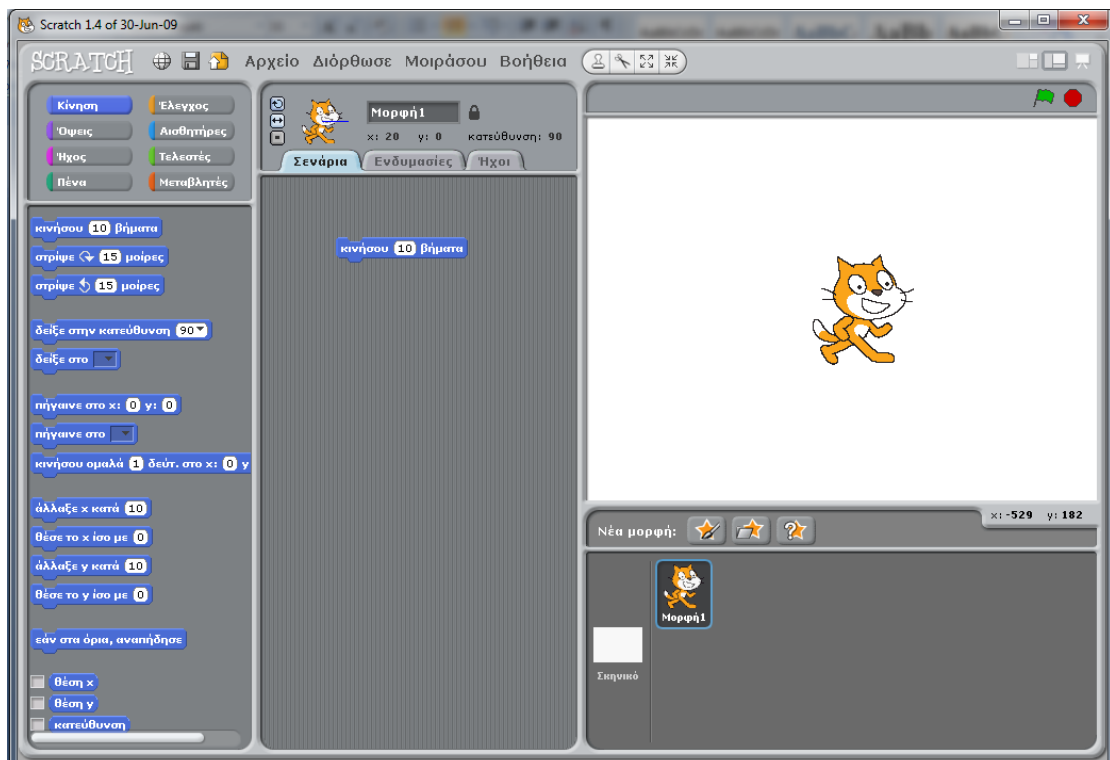 Scratch 1.4 of 30-Jun-09
SCRATCH Αρχείο Διόρθωσε Μοιράσου Βοήθεια
Κίνηση Έλεγχος
Όψεις Αισθητήρες
Ήχος Τελεστές
Πένα Μεταβλητές
κινήσου 10 βήματα
στρίψε 15 μοίρες
στρίψε 15 μοίρες
δείξε στην κατεύθυνση 90
δείξε στο
πήγαινε στο x: 0 y: 0
πήγαινε στο
κινήσου ομαλά 1 δεύτ. στο x: 0 y
άλλαξε x κατά 10
θέσε το x ίσο με 0
άλλαξε y κατά 10
θέσε το y ίσο με 0
εάν στα όρια, αναπήδησε
θέση x
θέση y
κατεύθυνση
Μορφή1
x: 20 y: 0 κατεύθυνση: 90
Σενάρια Ενδυμασίες Ήχοι
κινήσου 10 βήματα
x: -529 y: 182
Νέα μορφή:
Μορφή1
Σκηνικό